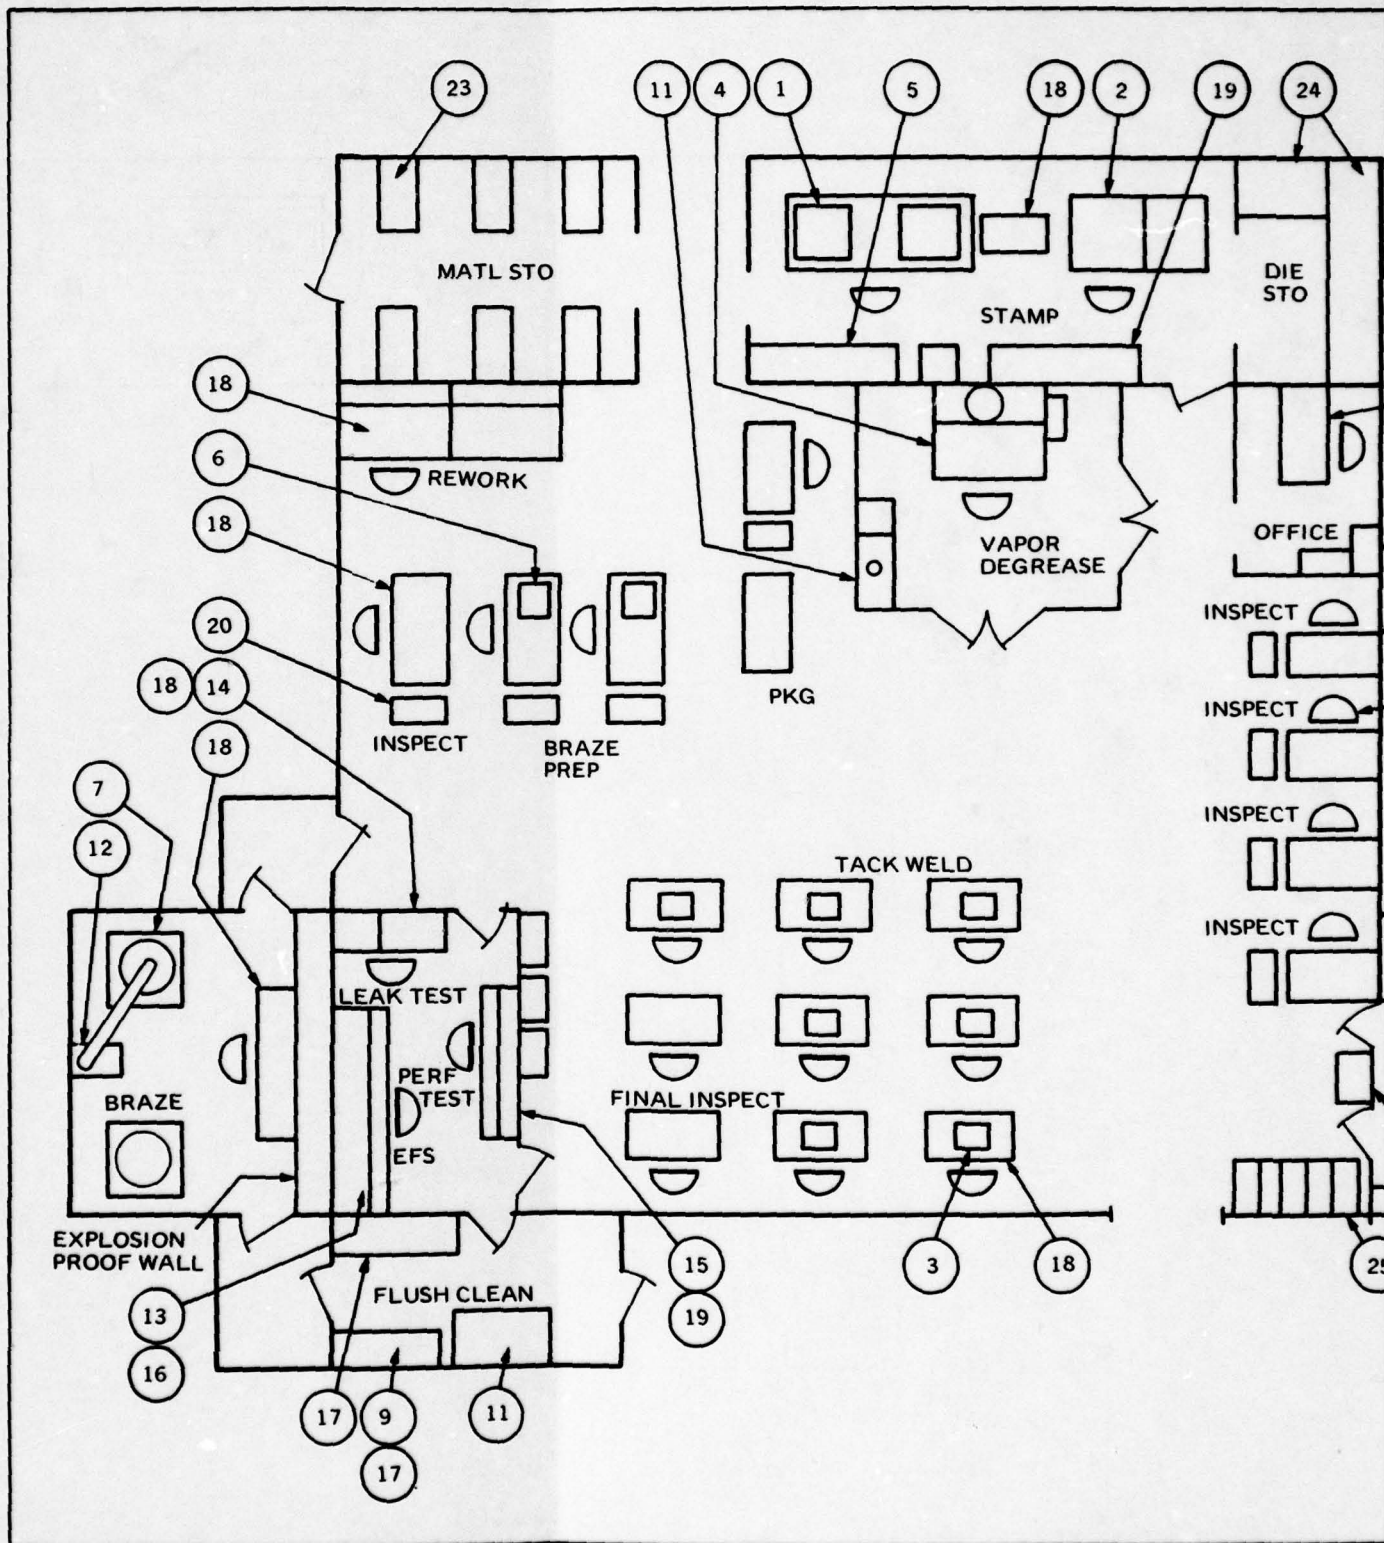 23
11
4
1
5
18
2
19
24
MATL STO
DIE
STO
STAMP
18
6
REWORK
18
OFFICE
VAPOR
DEGREASE
INSPECT
20
18
14
PKG
INSPECT
INSPECT
BRAZE
PREP
18
7
12
INSPECT
TACK WELD
INSPECT
LEAK TEST
PERF
TEST
BRAZE
FINAL INSPECT
EFS
EXPLOSION
PROOF WALL
15
3
18
FLUSH CLEAN
13
19
16
17
9
11
17